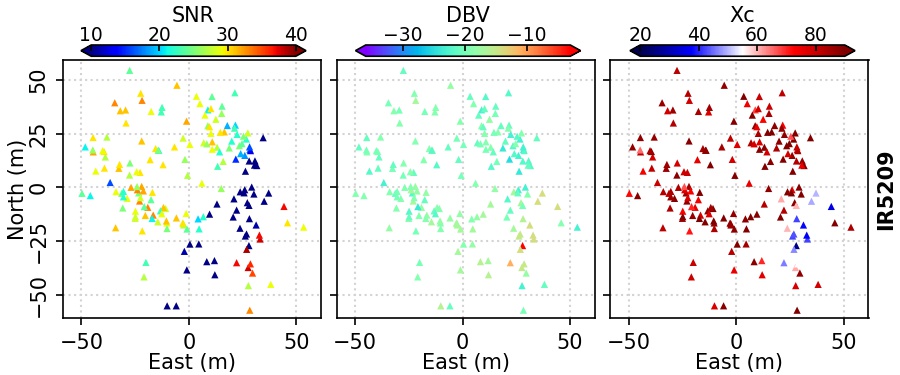 SNR DBV Xc
10 20 30 40 −30 −20 −10 20 40 60 80
50
25
0
−25
−50
North (m)
IR5209
−50 0 50 −50 0 50 −50 0 50
East (m) East (m) East (m)